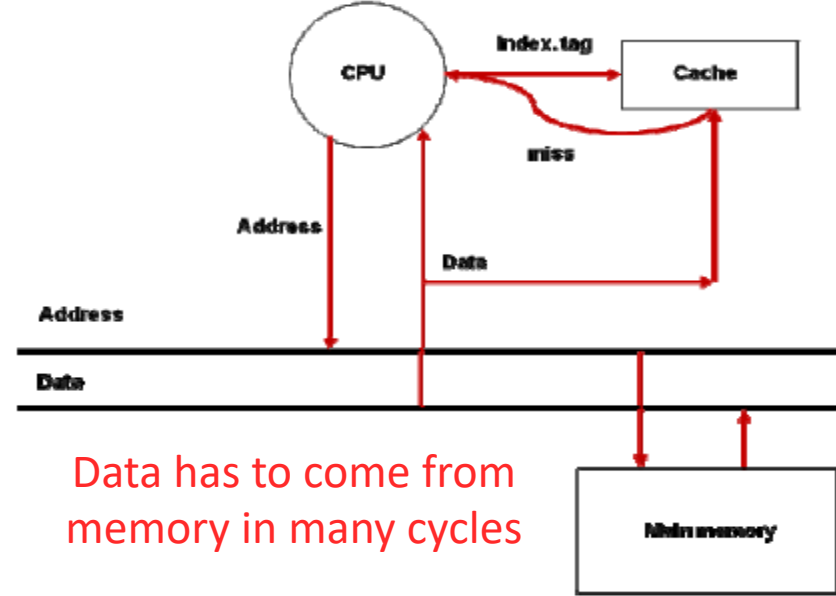 Index.tag
CPU
Cache
miss
Address
Data
Address
Data
Data has to come from
memory in many cycles
Main memory